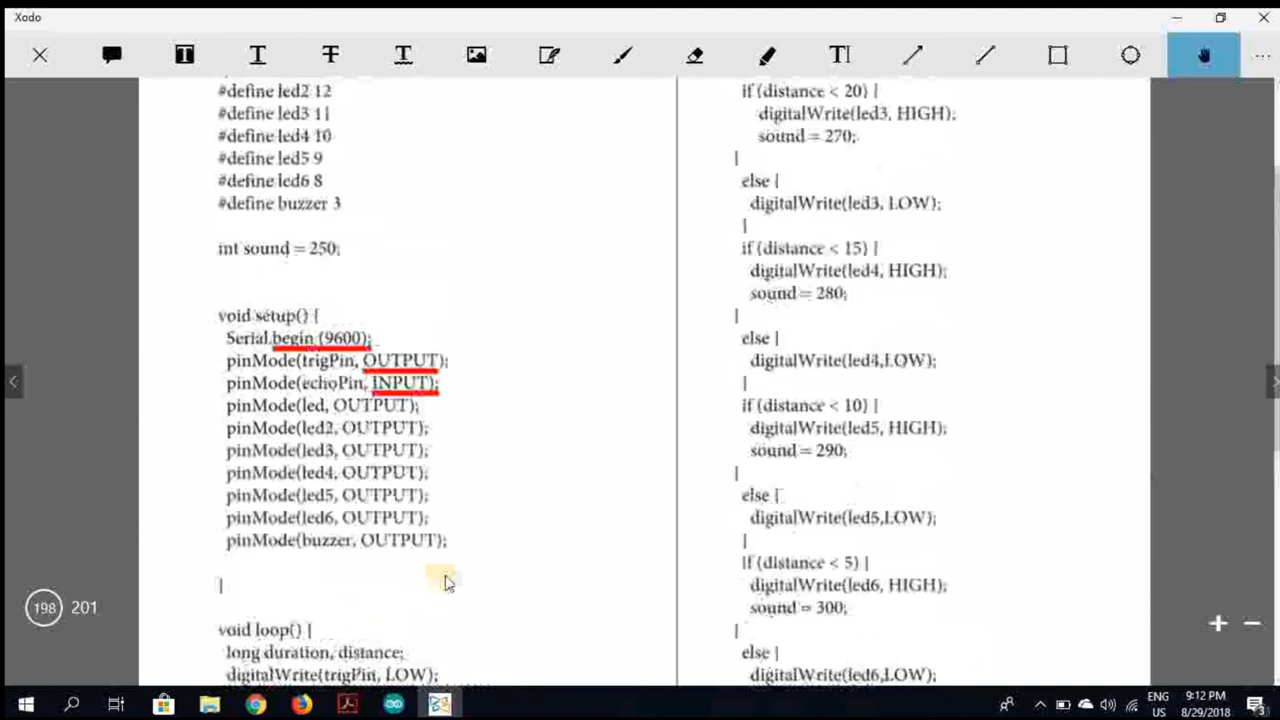 Xodo
#define led2 12
#define led3 11
#define led4 10
#define led5 9
#define led6 8
#define buzzer 3
int sound = 250;
void setup() {
Serial.begin (9600);
pinMode(trigPin, OUTPUT);
pinMode(echoPin, INPUT);
pinMode(led, OUTPUT);
pinMode(led2, OUTPUT);
pinMode(led3, OUTPUT);
pinMode(led4, OUTPUT);
pinMode(led5, OUTPUT);
pinMode(led6, OUTPUT);
pinMode(buzzer, OUTPUT);
}
void loop() {
long duration, distance;
digitalWrite(trigPin, LOW);
if (distance < 20) {
digitalWrite(led3, HIGH);
sound = 270;
}
else {
digitalWrite(led3, LOW);
}
if (distance < 15) {
digitalWrite(led4, HIGH);
sound = 280;
}
else {
digitalWrite(led4,LOW);
}
if (distance < 10) {
digitalWrite(led5, HIGH);
sound = 290;
}
else {
digitalWrite(led5,LOW);
}
if (distance < 5) {
digitalWrite(led6, HIGH);
sound = 300;
}
else {
digitalWrite(led6,LOW);
198 201
ENG
US
9:12 PM
8/29/2018
3